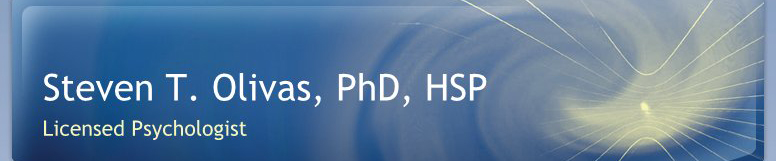 Steven T. Olivas, PhD, HSP
Licensed Psychologist